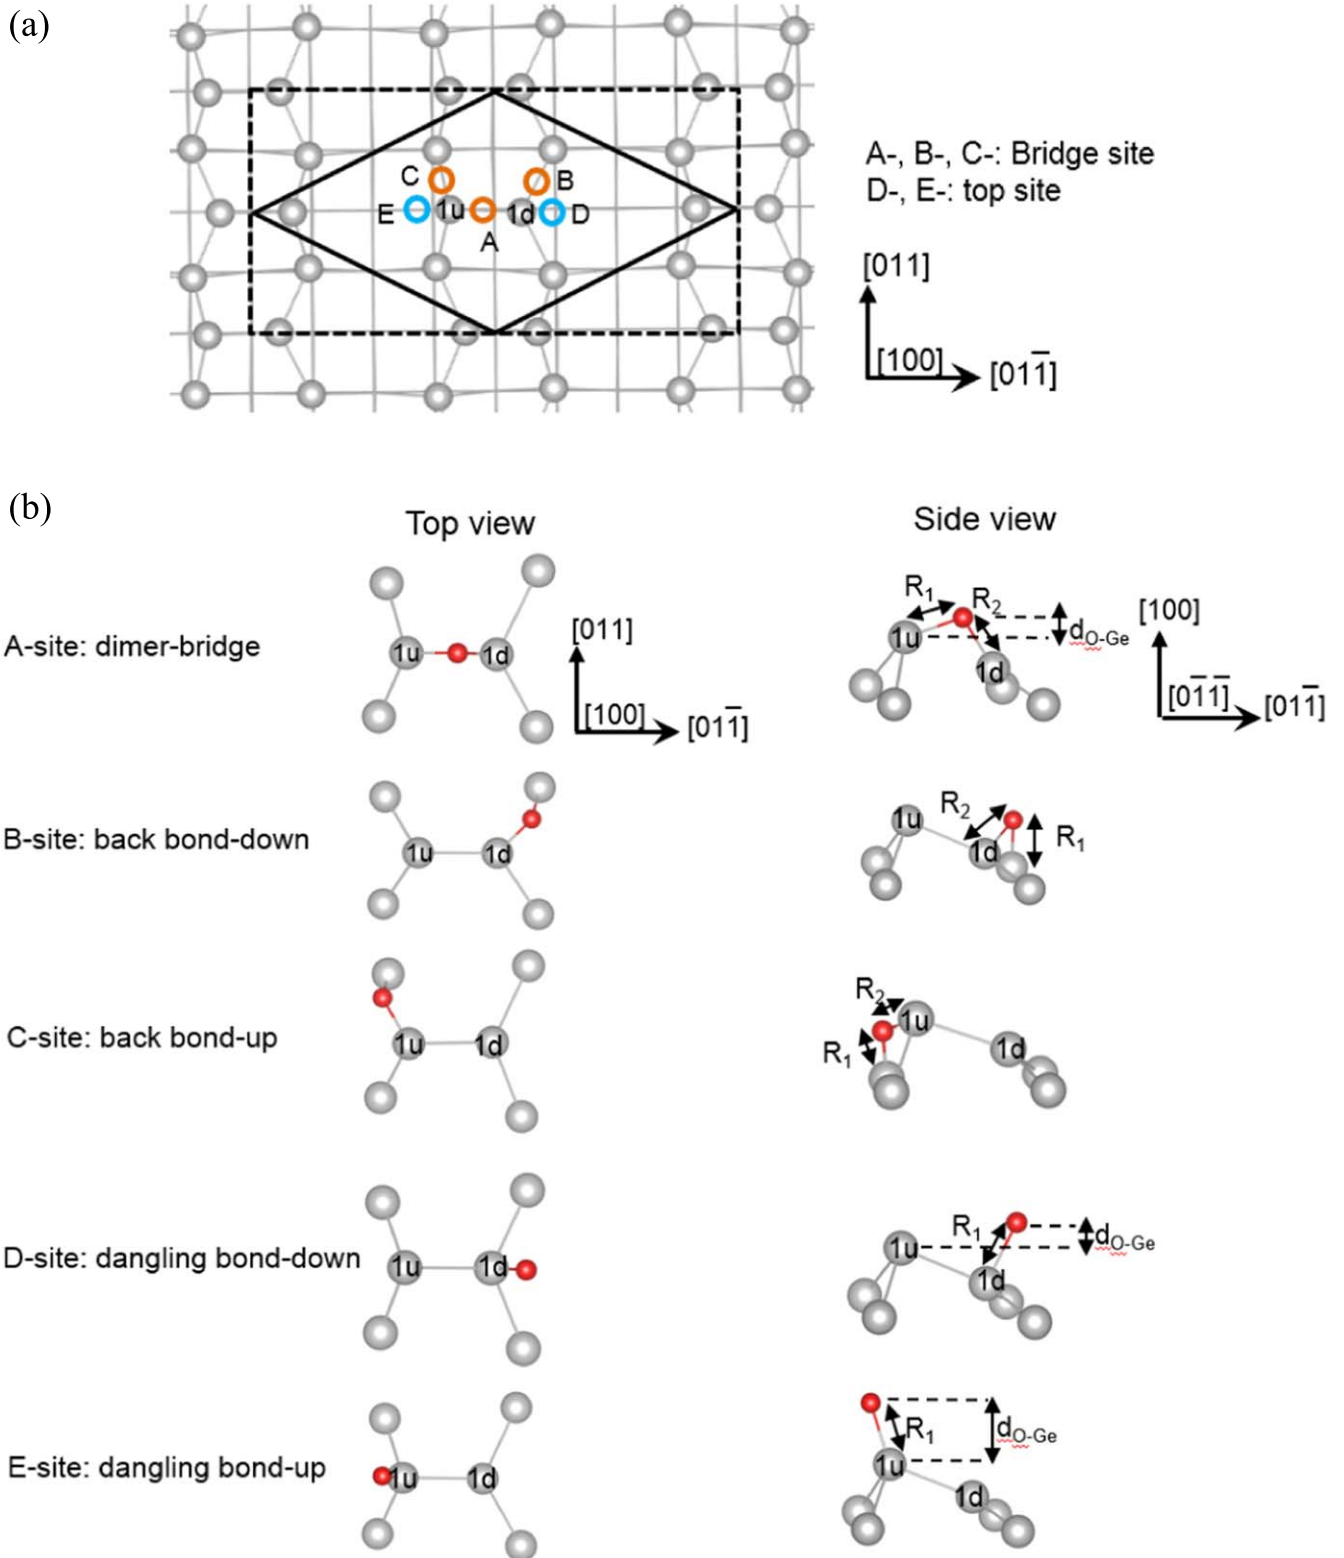 (a)
A-, B-, C-: Bridge site
D-, E-: top site
C
B
E
1u
1d
D
A
[011]
[100]
[011̅]
(b)
Top view
Side view
A-site: dimer-bridge
1u
1d
[011]
[100]
[011̅]
R₁
R₂
1u
1d
dO-Ge
[100]
[01̅1̅]
[011̅]
B-site: back bond-down
1u
1d
1u
R₂
1d
R₁
C-site: back bond-up
1u
1d
R₂
1u
R₁
1d
D-site: dangling bond-down
1u
1d
1u
R₁
1d
dO-Ge
E-site: dangling bond-up
1u
1d
R₁
1u
1d
dO-Ge